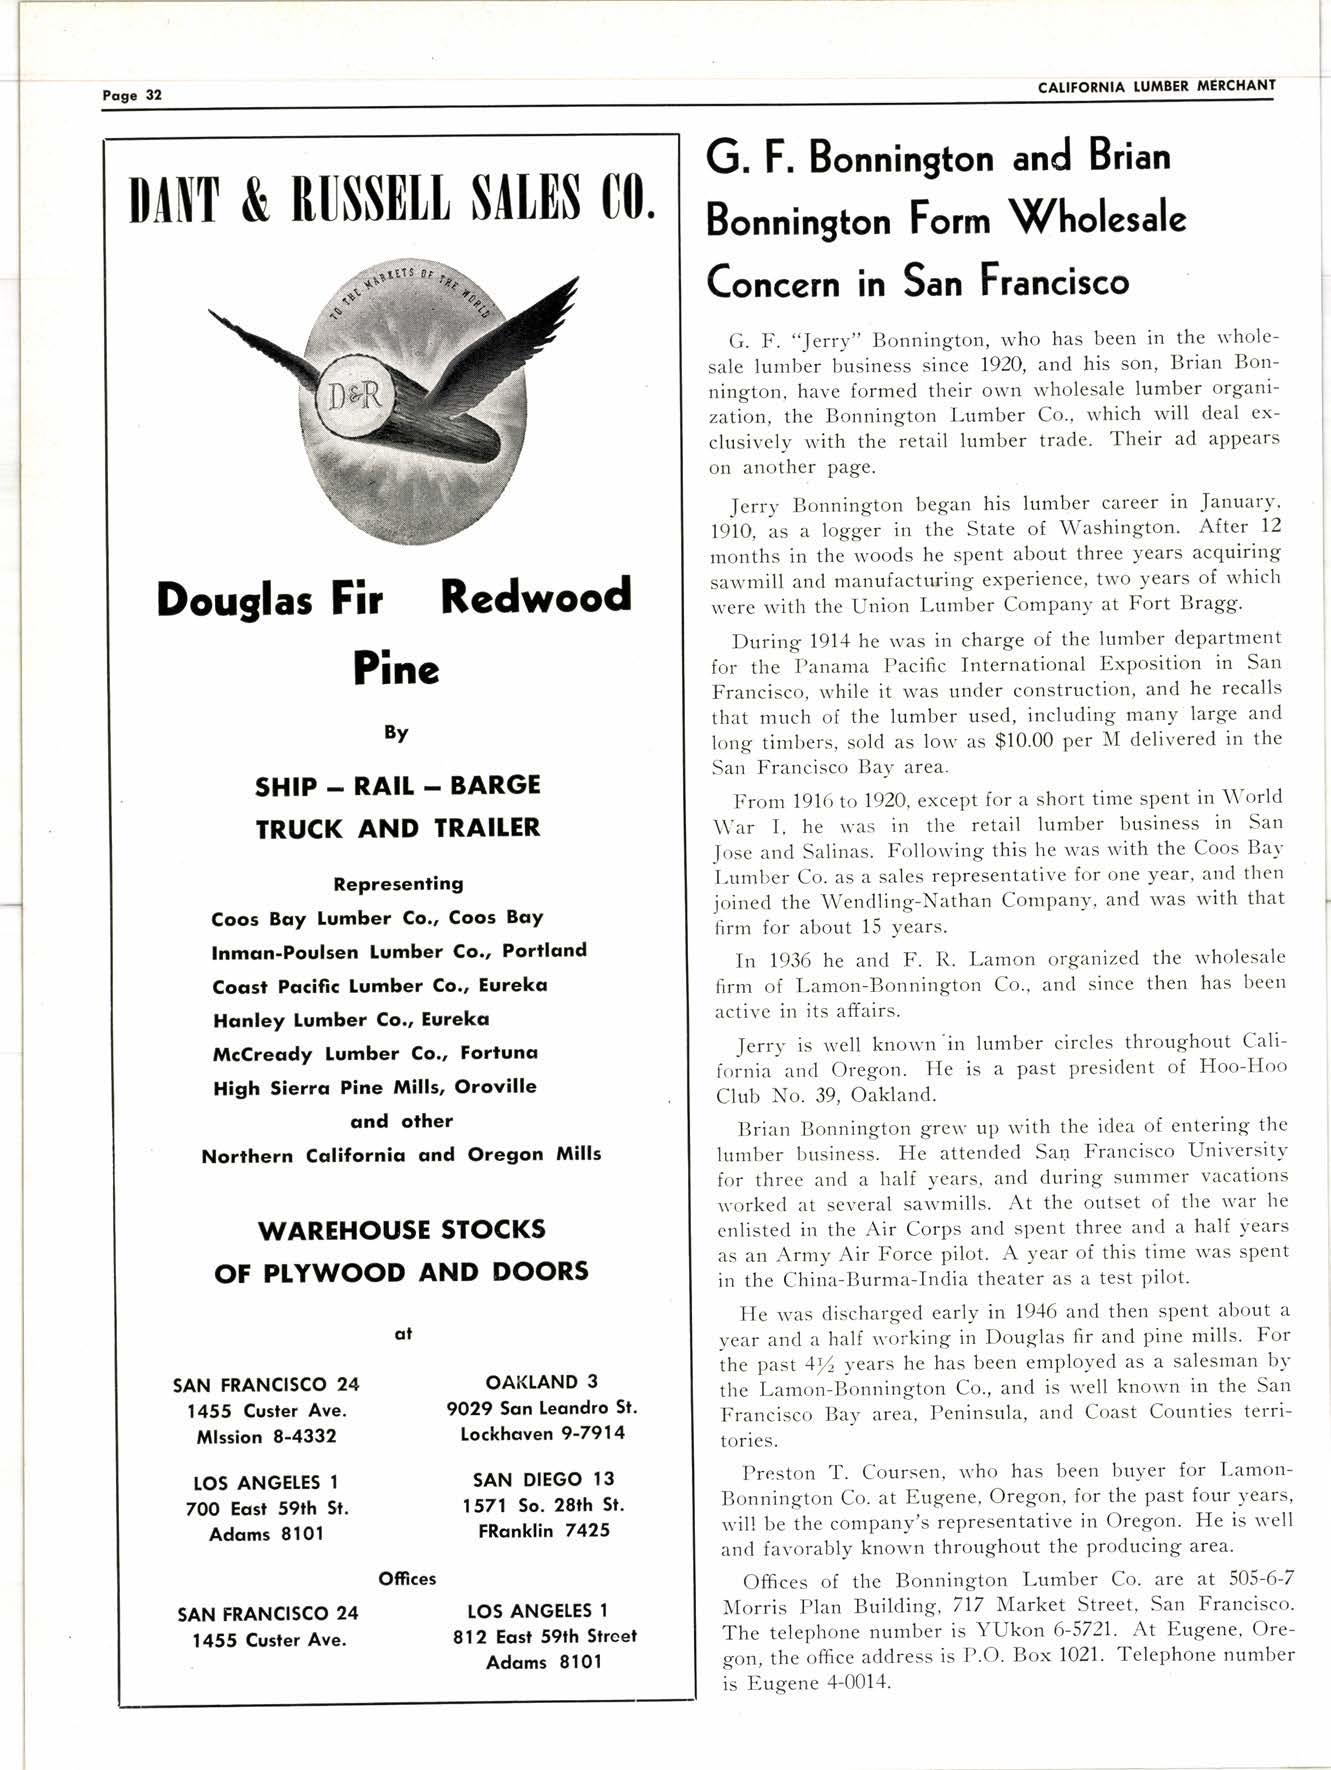 Page 32
CALIFORNIA LUMBER MERCHANT
DANT & RUSSELL SALES CO.
TO THE MARKETS OF THE WORLD
D&R
Douglas Fir Redwood
Pine
By
SHIP – RAIL – BARGE
TRUCK AND TRAILER
Representing
Coos Bay Lumber Co., Coos Bay
Inman-Poulsen Lumber Co., Portland
Coast Pacific Lumber Co., Eureka
Hanley Lumber Co., Eureka
McCready Lumber Co., Fortuna
High Sierra Pine Mills, Oroville
and other
Northern California and Oregon Mills
WAREHOUSE STOCKS
OF PLYWOOD AND DOORS
at
SAN FRANCISCO 24
1455 Custer Ave.
MIssion 8-4332
OAKLAND 3
9029 San Leandro St.
Lockhaven 9-7914
LOS ANGELES 1
700 East 59th St.
Adams 8101
SAN DIEGO 13
1571 So. 28th St.
FRanklin 7425
Offices
SAN FRANCISCO 24
1455 Custer Ave.
LOS ANGELES 1
812 East 59th Street
Adams 8101
G. F. Bonnington and Brian
Bonnington Form Wholesale
Concern in San Francisco
G. F. “Jerry” Bonnington, who has been in the whole-
sale lumber business since 1920, and his son, Brian Bon-
nington, have formed their own wholesale lumber organi-
zation, the Bonnington Lumber Co., which will deal ex-
clusively with the retail lumber trade. Their ad appears
on another page.
Jerry Bonnington began his lumber career in January,
1910, as a logger in the State of Washington. After 12
months in the woods he spent about three years acquiring
sawmill and manufacturing experience, two years of which
were with the Union Lumber Company at Fort Bragg.
During 1914 he was in charge of the lumber department
for the Panama Pacific International Exposition in San
Francisco, while it was under construction, and he recalls
that much of the lumber used, including many large and
long timbers, sold as low as $10.00 per M delivered in the
San Francisco Bay area.
From 1916 to 1920, except for a short time spent in World
War I, he was in the retail lumber business in San
Jose and Salinas. Following this he was with the Coos Bay
Lumber Co. as a sales representative for one year, and then
joined the Wendling-Nathan Company, and was with that
firm for about 15 years.
In 1936 he and F. R. Lamon organized the wholesale
firm of Lamon-Bonnington Co., and since then has been
active in its affairs.
Jerry is well known in lumber circles throughout Cali-
fornia and Oregon. He is a past president of Hoo-Hoo
Club No. 39, Oakland.
Brian Bonnington grew up with the idea of entering the
lumber business. He attended San Francisco University
for three and a half years, and during summer vacations
worked at several sawmills. At the outset of the war he
enlisted in the Air Corps and spent three and a half years
as an Army Air Force pilot. A year of this time was spent
in the China-Burma-India theater as a test pilot.
He was discharged early in 1946 and then spent about a
year and a half working in Douglas fir and pine mills. For
the past 4½ years he has been employed as a salesman by
the Lamon-Bonnington Co., and is well known in the San
Francisco Bay area, Peninsula, and Coast Counties terri-
tories.
Preston T. Coursen, who has been buyer for Lamon-
Bonnington Co. at Eugene, Oregon, for the past four years,
will be the company's representative in Oregon. He is well
and favorably known throughout the producing area.
Offices of the Bonnington Lumber Co. are at 505-6-7
Morris Plan Building, 717 Market Street, San Francisco.
The telephone number is YUkon 6-5721. At Eugene, Ore-
gon, the office address is P.O. Box 1021. Telephone number
is Eugene 4-0014.